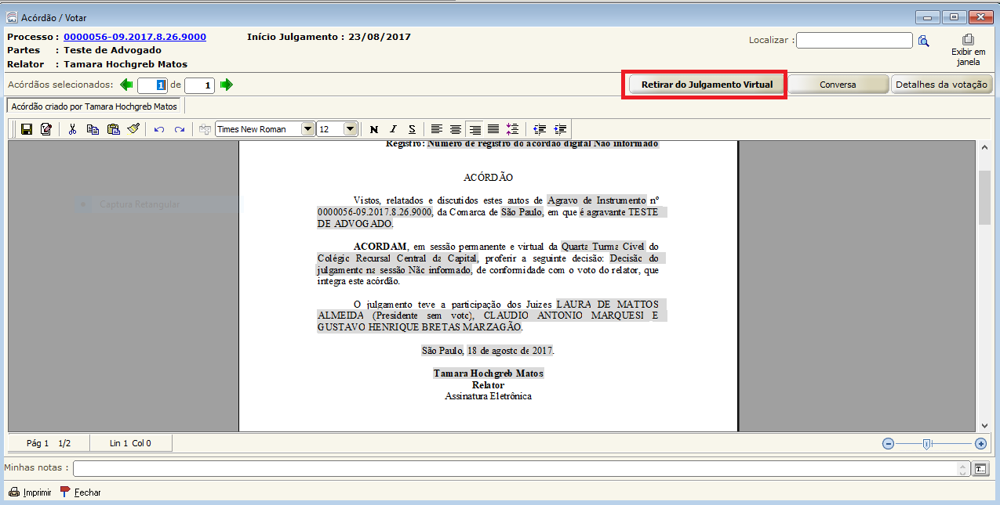 Acórdão / Votar
Processo : 0000056-09.2017.8.26.9000 Início Julgamento : 23/08/2017
Partes : Teste de Advogado
Relator : Tamara Hochgreb Matos
Localizar :
Exibir em
janela
Acórdãos selecionados: 1 de 1
Retirar do Julgamento Virtual Conversa Detalhes da votação
Acórdão criado por Tamara Hochgreb Matos
Times New Roman 12 N I S
Registro: Número de registro do acórdão digital Não informado
ACÓRDÃO
Vistos, relatados e discutidos estes autos de Agravo de Instrumento nº
0000056-09.2017.8.26.9000, da Comarca de São Paulo, em que é agravante TESTE
DE ADVOGADO.
ACORDAM, em sessão permanente e virtual da Quarta Turma Cível do
Colégio Recursal Central da Capital, proferir a seguinte decisão: Decisão do
julgamento na sessão Não informado, de conformidade com o voto do relator, que
integra este acórdão.
O julgamento teve a participação dos Juízes LAURA DE MATTOS
ALMEIDA (Presidente sem voto), CLAUDIO ANTONIO MARQUESI E
GUSTAVO HENRIQUE BRETAS MARZAGÃO.
São Paulo, 18 de agosto de 2017.
Tamara Hochgreb Matos
Relator
Assinatura Eletrônica
Captura Retangular
Pág 1 1/2 Lin 1 Col 0
Minhas notas :
T...
Imprimir Fechar